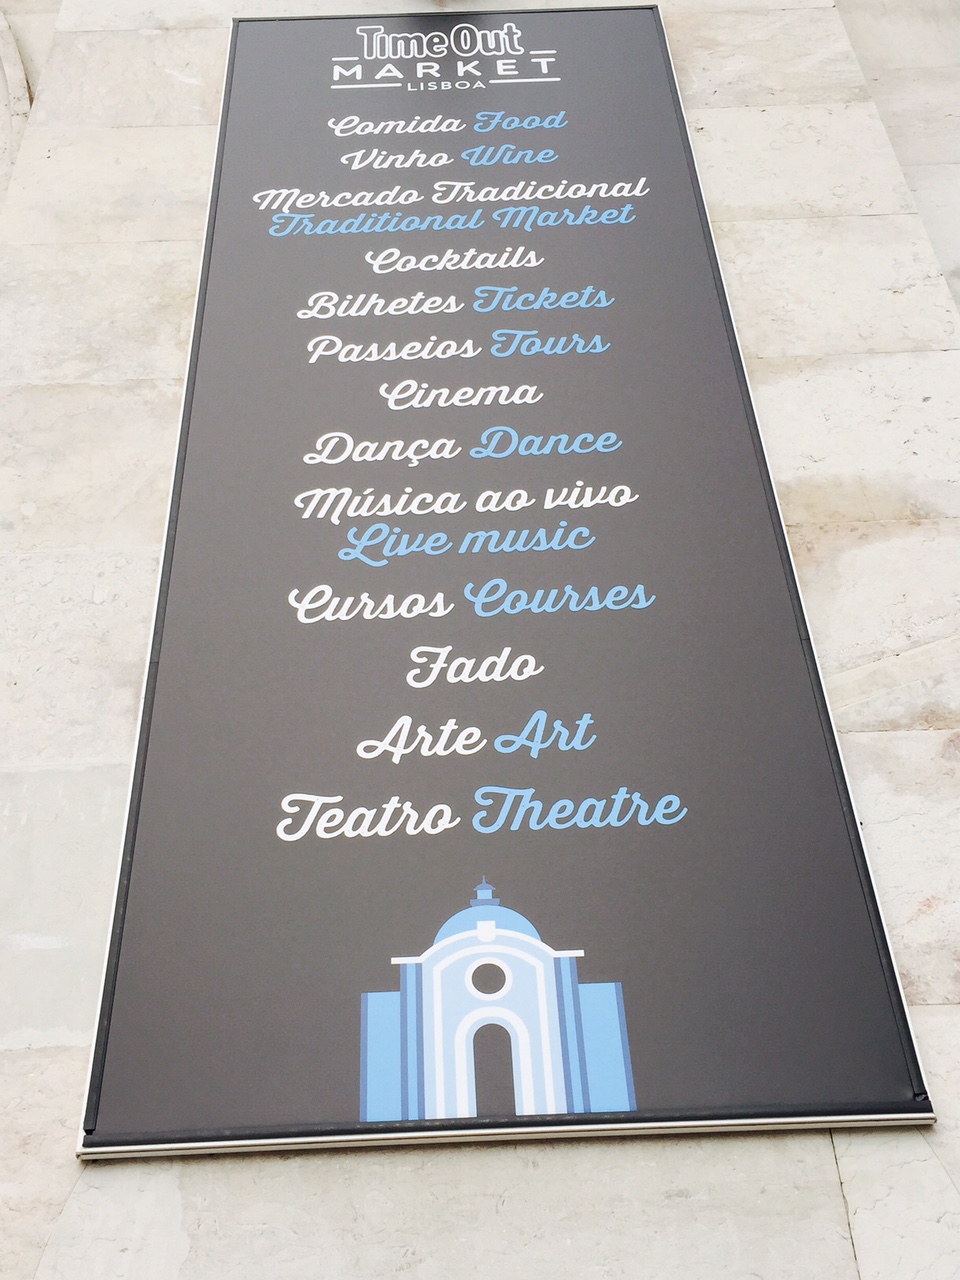 Time Out
MARKET
LISBOA
Comida Food
Vinho Wine
Mercado Tradicional
Traditional Market
Cocktails
Bilhetes Tickets
Passeios Tours
Cinema
Dança Dance
Música ao vivo
Live music
Cursos Courses
Fado
Arte Art
Teatro Theatre